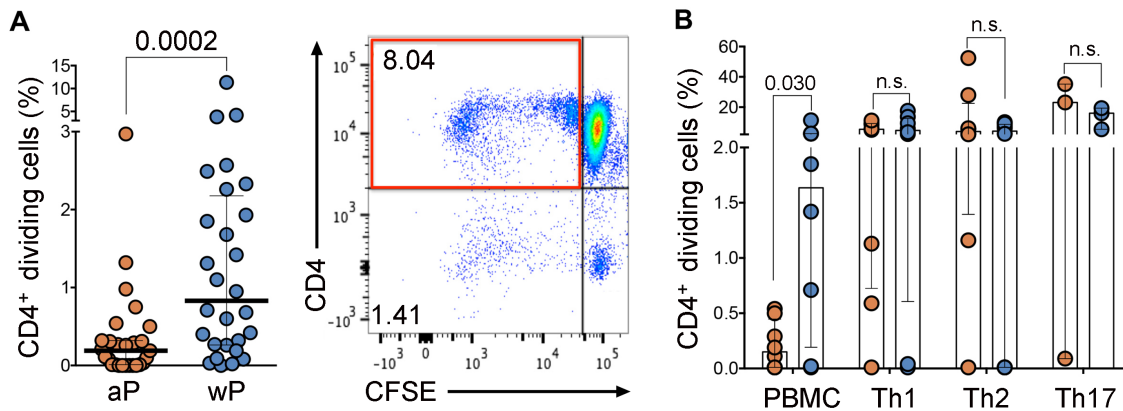 A
0.0002
CD4+ dividing cells (%)
15
10
5
3
2
1
0
aP
wP
8.04
1.41
CD4
10⁵
10⁴
10³
0
-10³
-10³
0
10³
10⁴
10⁵
CFSE
B
CD4+ dividing cells (%)
60
40
20
2.0
1.5
1.0
0.5
0.0
0.030
n.s.
n.s.
n.s.
PBMC
Th1
Th2
Th17